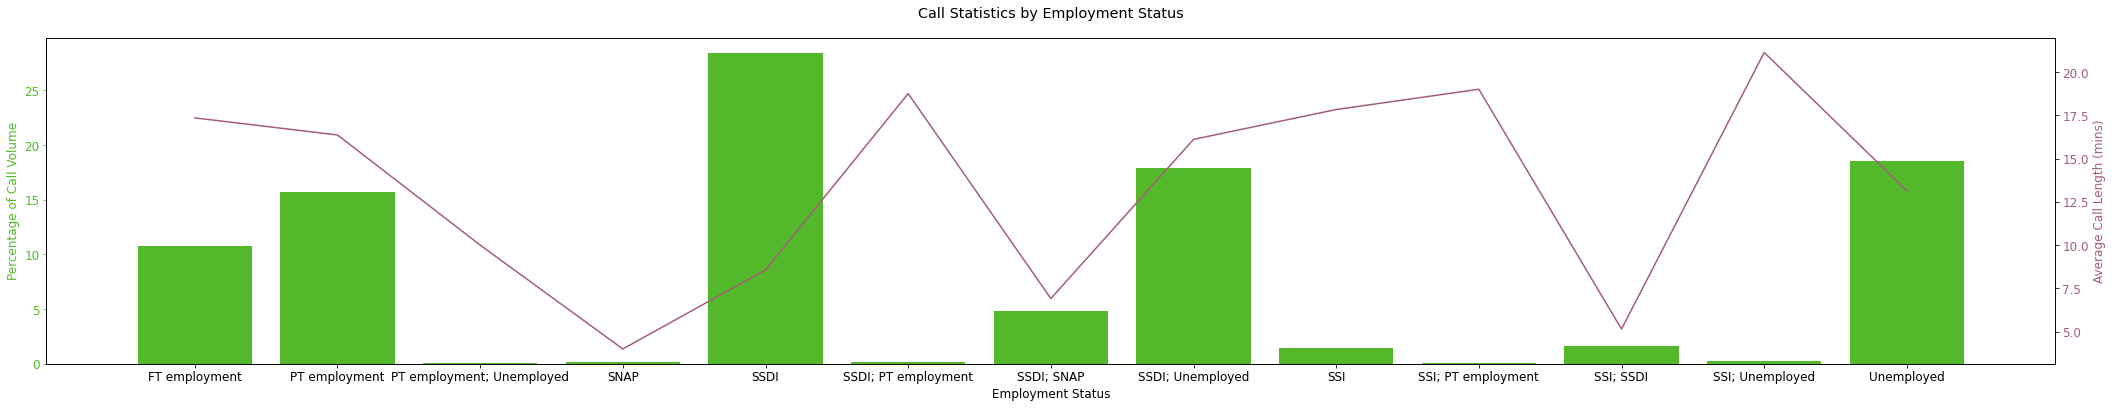 Call Statistics by Employment Status
Percentage of Call Volume
25
20
15
10
5
0
20.0
17.5
15.0
12.5
10.0
7.5
5.0
Average Call Length (mins)
FT employment PT employment PT employment; Unemployed SNAP SSDI SSDI; PT employment SSDI; SNAP SSDI; Unemployed SSI SSI; PT employment SSI; SSDI SSI; Unemployed Unemployed
Employment Status